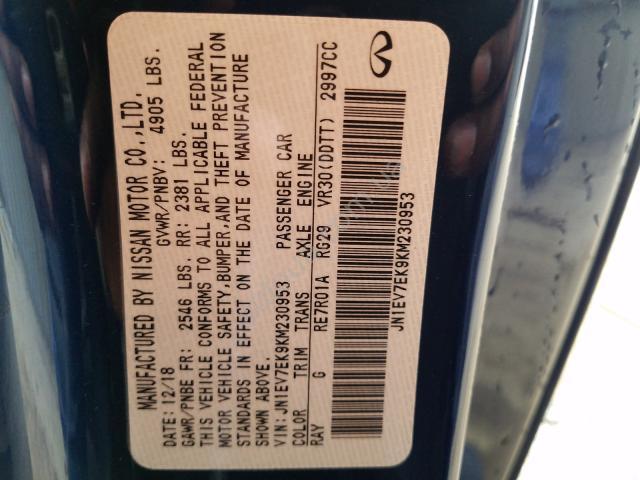 MANUFACTURED BY NISSAN MOTOR CO.,LTD.
DATE: 12/18 GVWR/PNBV: 4905 LBS.
GAWR/PNBE FR: 2546 LBS. RR: 2381 LBS.
THIS VEHICLE CONFORMS TO ALL APPLICABLE FEDERAL
MOTOR VEHICLE SAFETY,BUMPER,AND THEFT PREVENTION
STANDARDS IN EFFECT ON THE DATE OF MANUFACTURE
SHOWN ABOVE.
VIN: JN1EV7EK9KM230953 PASSENGER CAR
COLOR TRIM TRANS AXLE ENGINE
RAY G RE7R01A RG29 VR30(DDTT) 2997CC
JN1EV7EK9KM230953